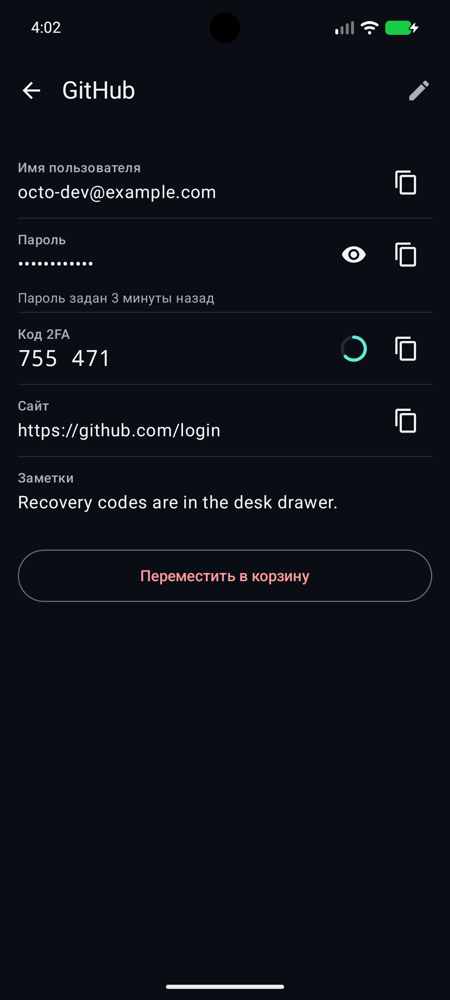 4:02
GitHub
Имя пользователя
octo-dev@example.com
Пароль
••••••••••••
Пароль задан 3 минуты назад
Код 2FA
755 471
Сайт
https://github.com/login
Заметки
Recovery codes are in the desk drawer.
Переместить в корзину